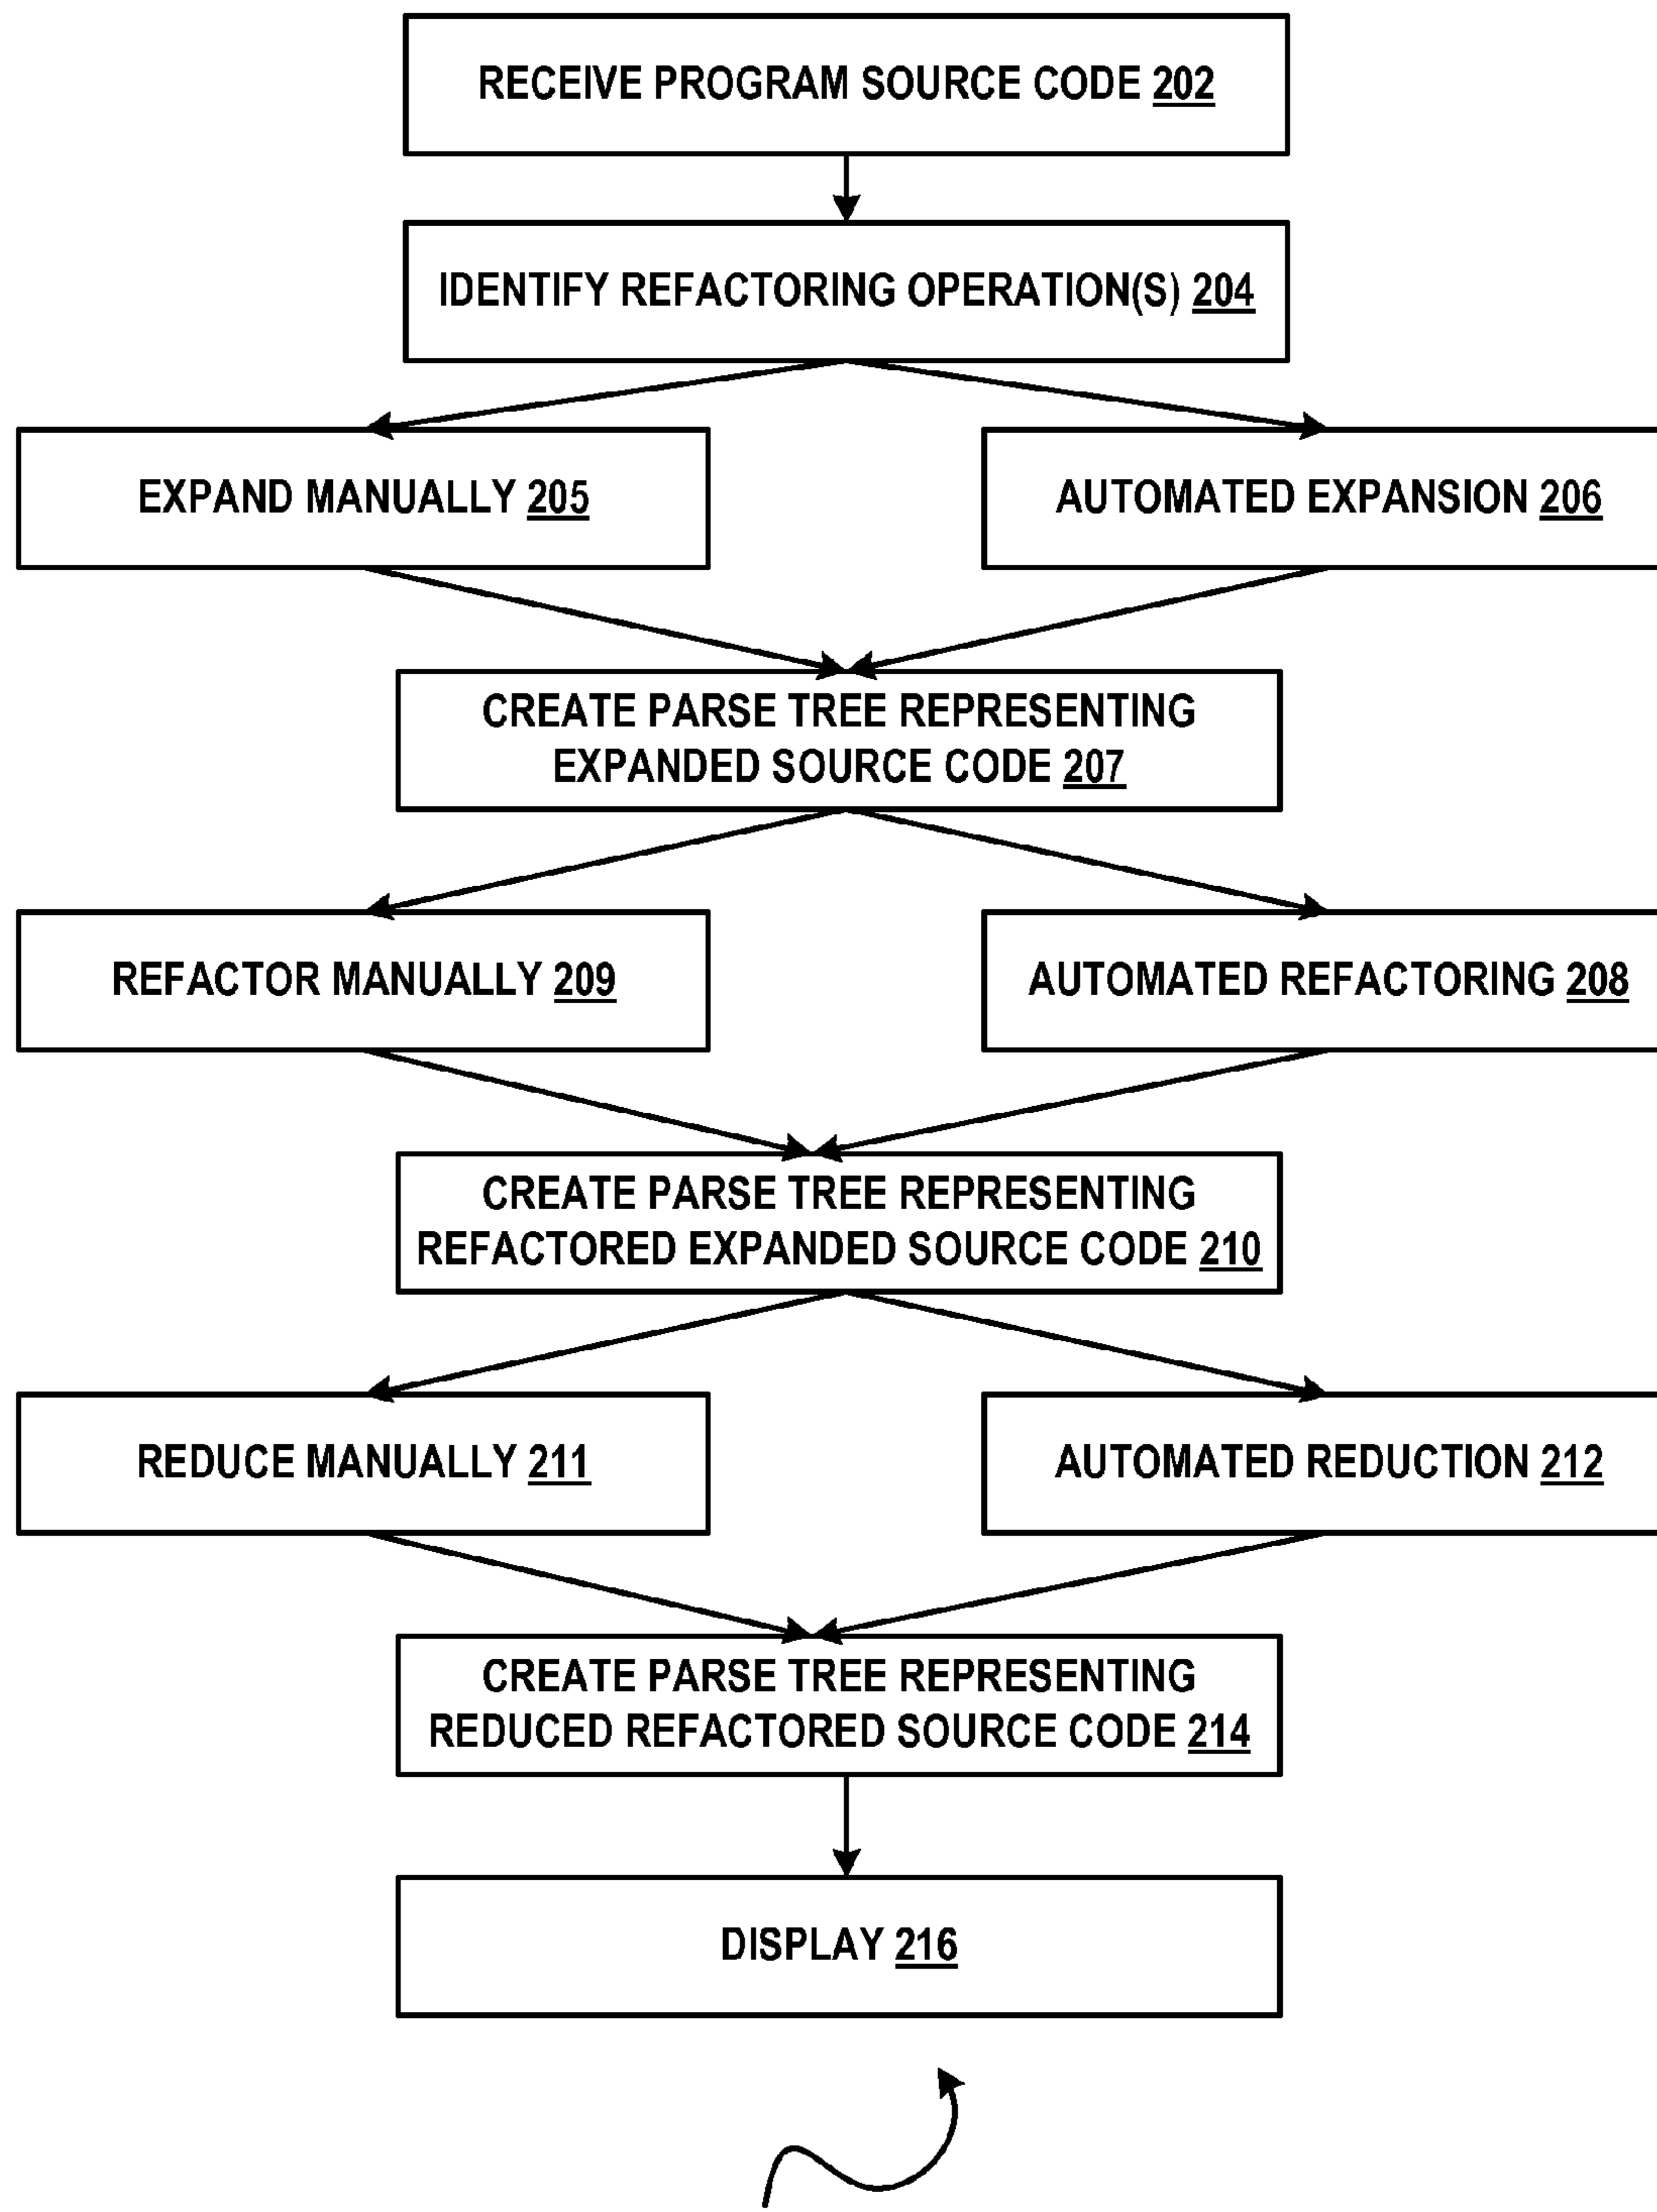 RECEIVE PROGRAM SOURCE CODE 202
IDENTIFY REFACTORING OPERATION(S) 204
EXPAND MANUALLY 205
AUTOMATED EXPANSION 206
CREATE PARSE TREE REPRESENTING
EXPANDED SOURCE CODE 207
REFACTOR MANUALLY 209
AUTOMATED REFACTORING 208
CREATE PARSE TREE REPRESENTING
REFACTORED EXPANDED SOURCE CODE 210
REDUCE MANUALLY 211
AUTOMATED REDUCTION 212
CREATE PARSE TREE REPRESENTING
REDUCED REFACTORED SOURCE CODE 214
DISPLAY 216